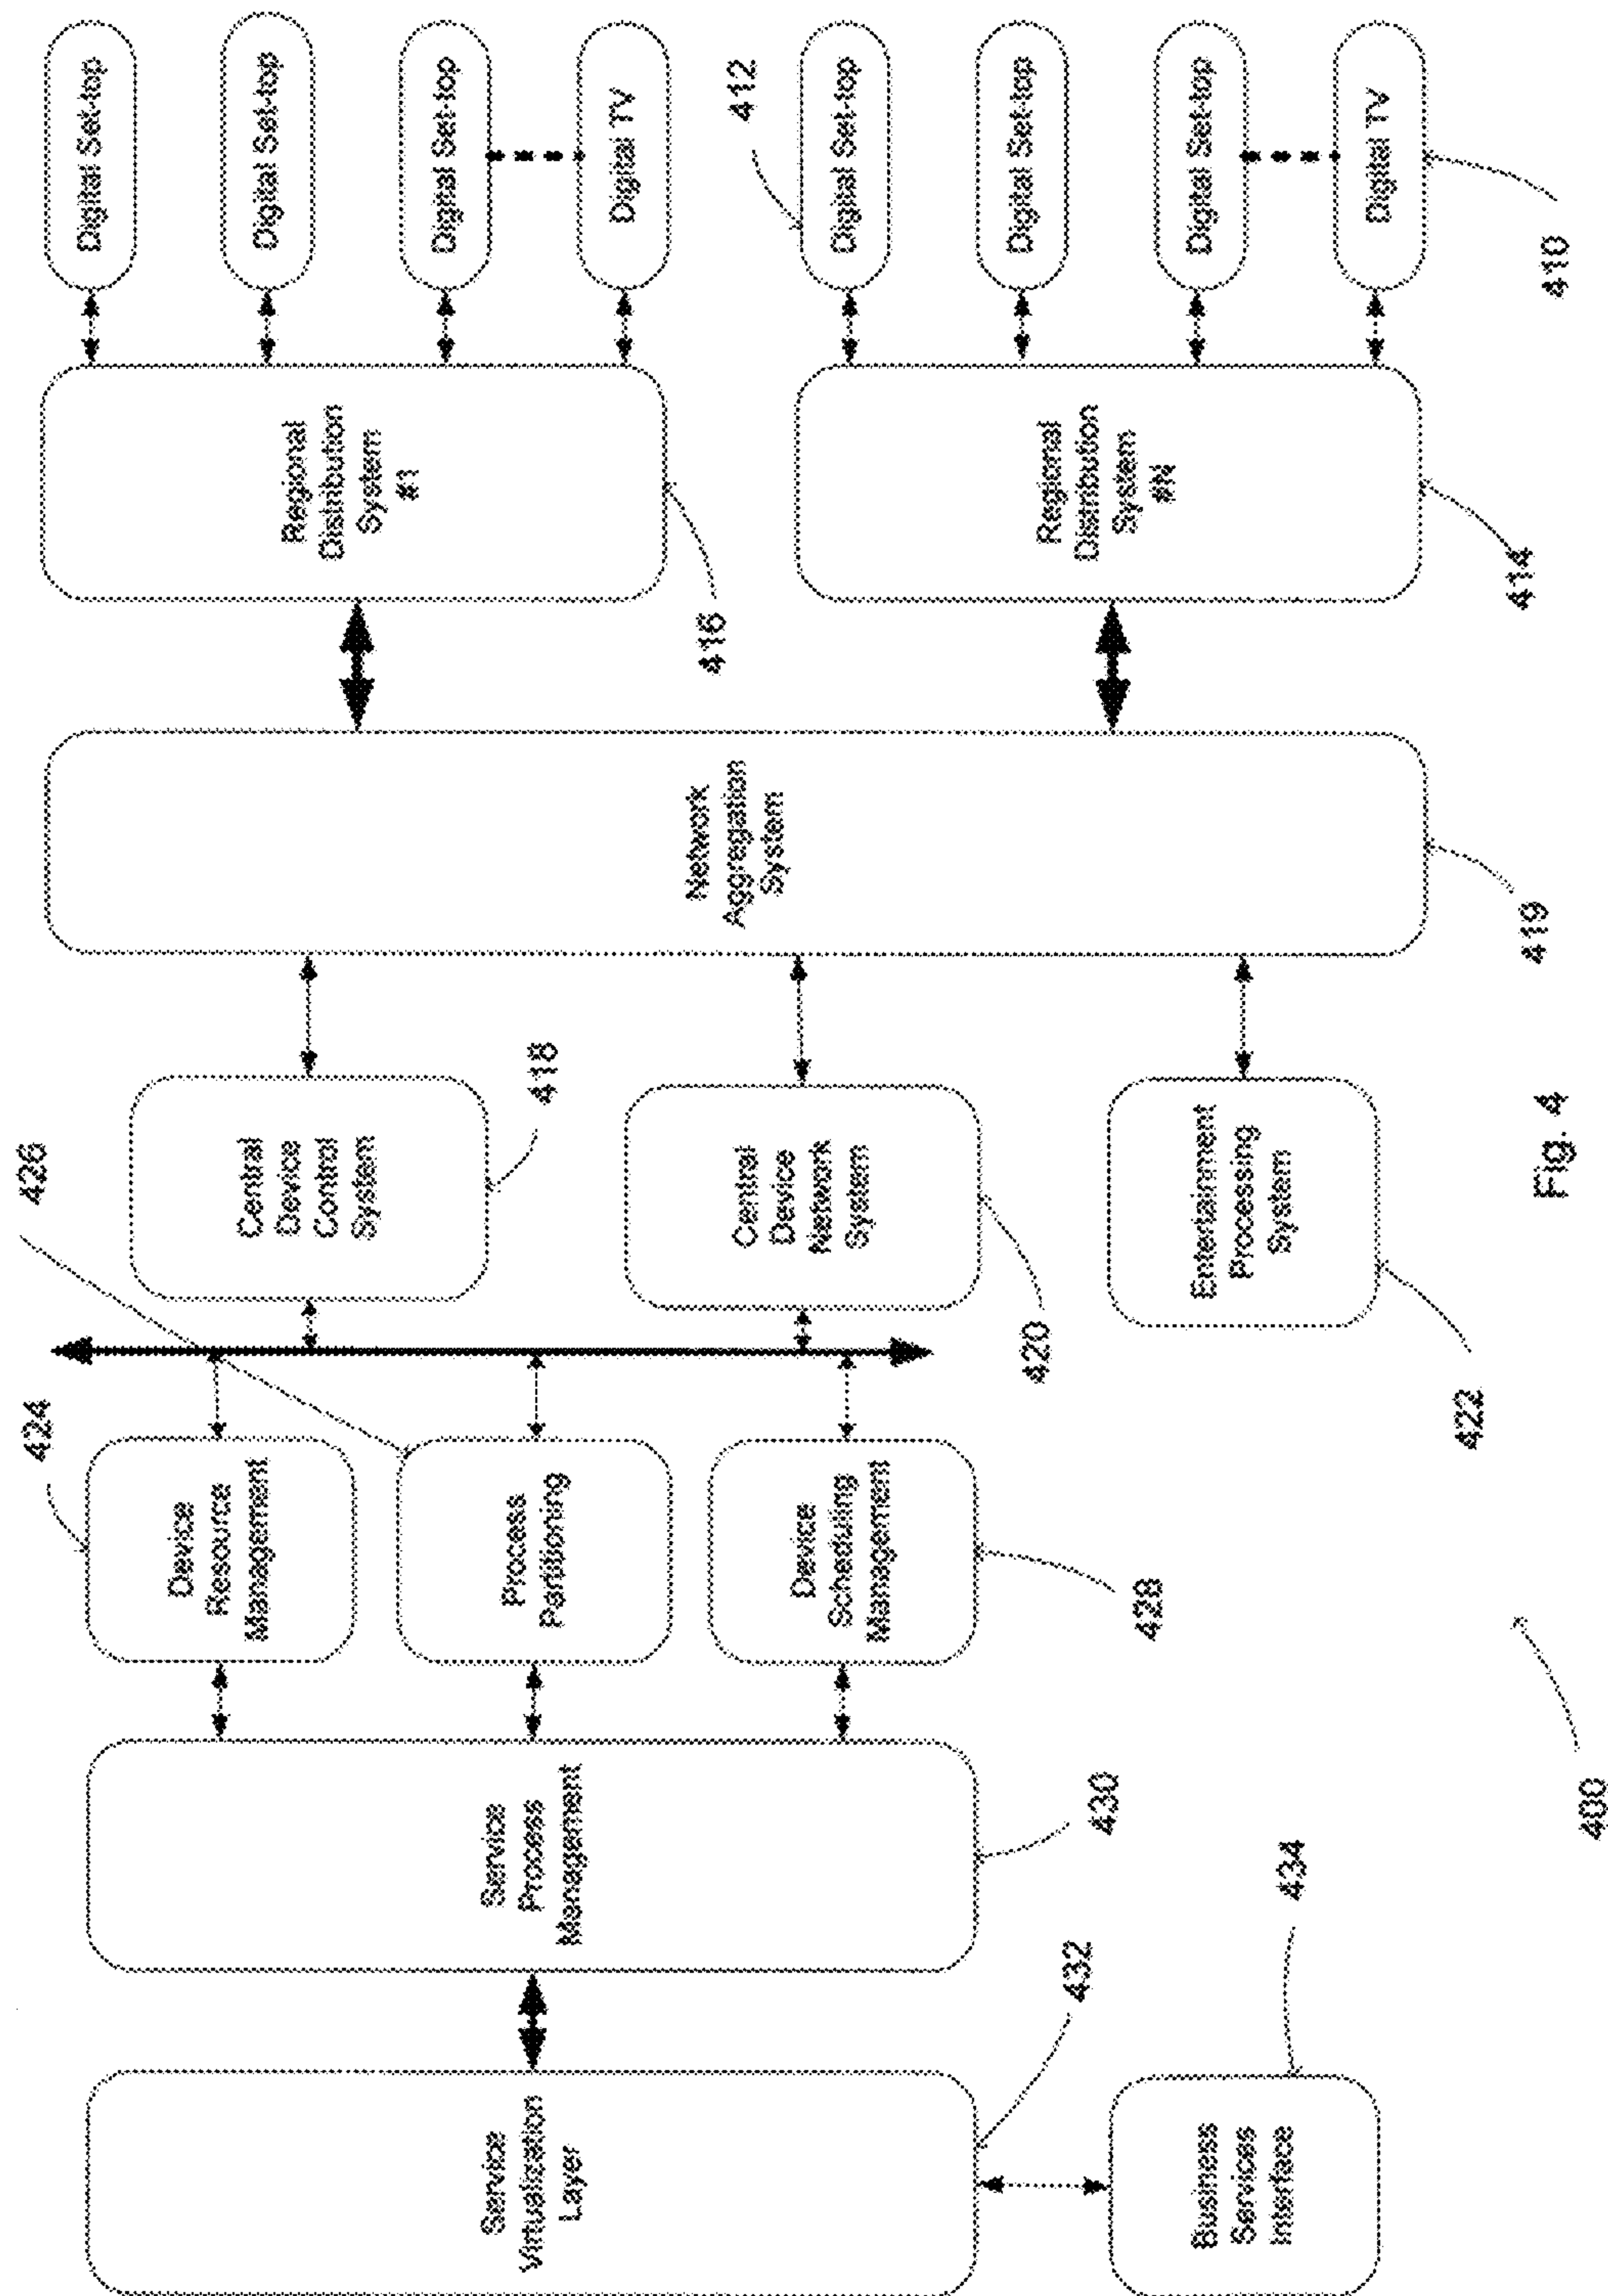 Service
Virtualization
Layer
432
Business
Services
Interface
434
Service
Process
Management
430
Device
Resource
Management
424
Process
Partitioning
426
Device
Scheduling
Management
428
Central
Device
Control
System
418
Central
Device
Network
System
420
Entertainment
Processing
System
422
Network
Aggregation
System
419
Regional
Distribution
System
#1
416
Regional
Distribution
System
#N
414
Digital Set-top
Digital Set-top
Digital Set-top
Digital TV
412
Digital Set-top
Digital Set-top
Digital Set-top
Digital TV
410
400
Fig. 4